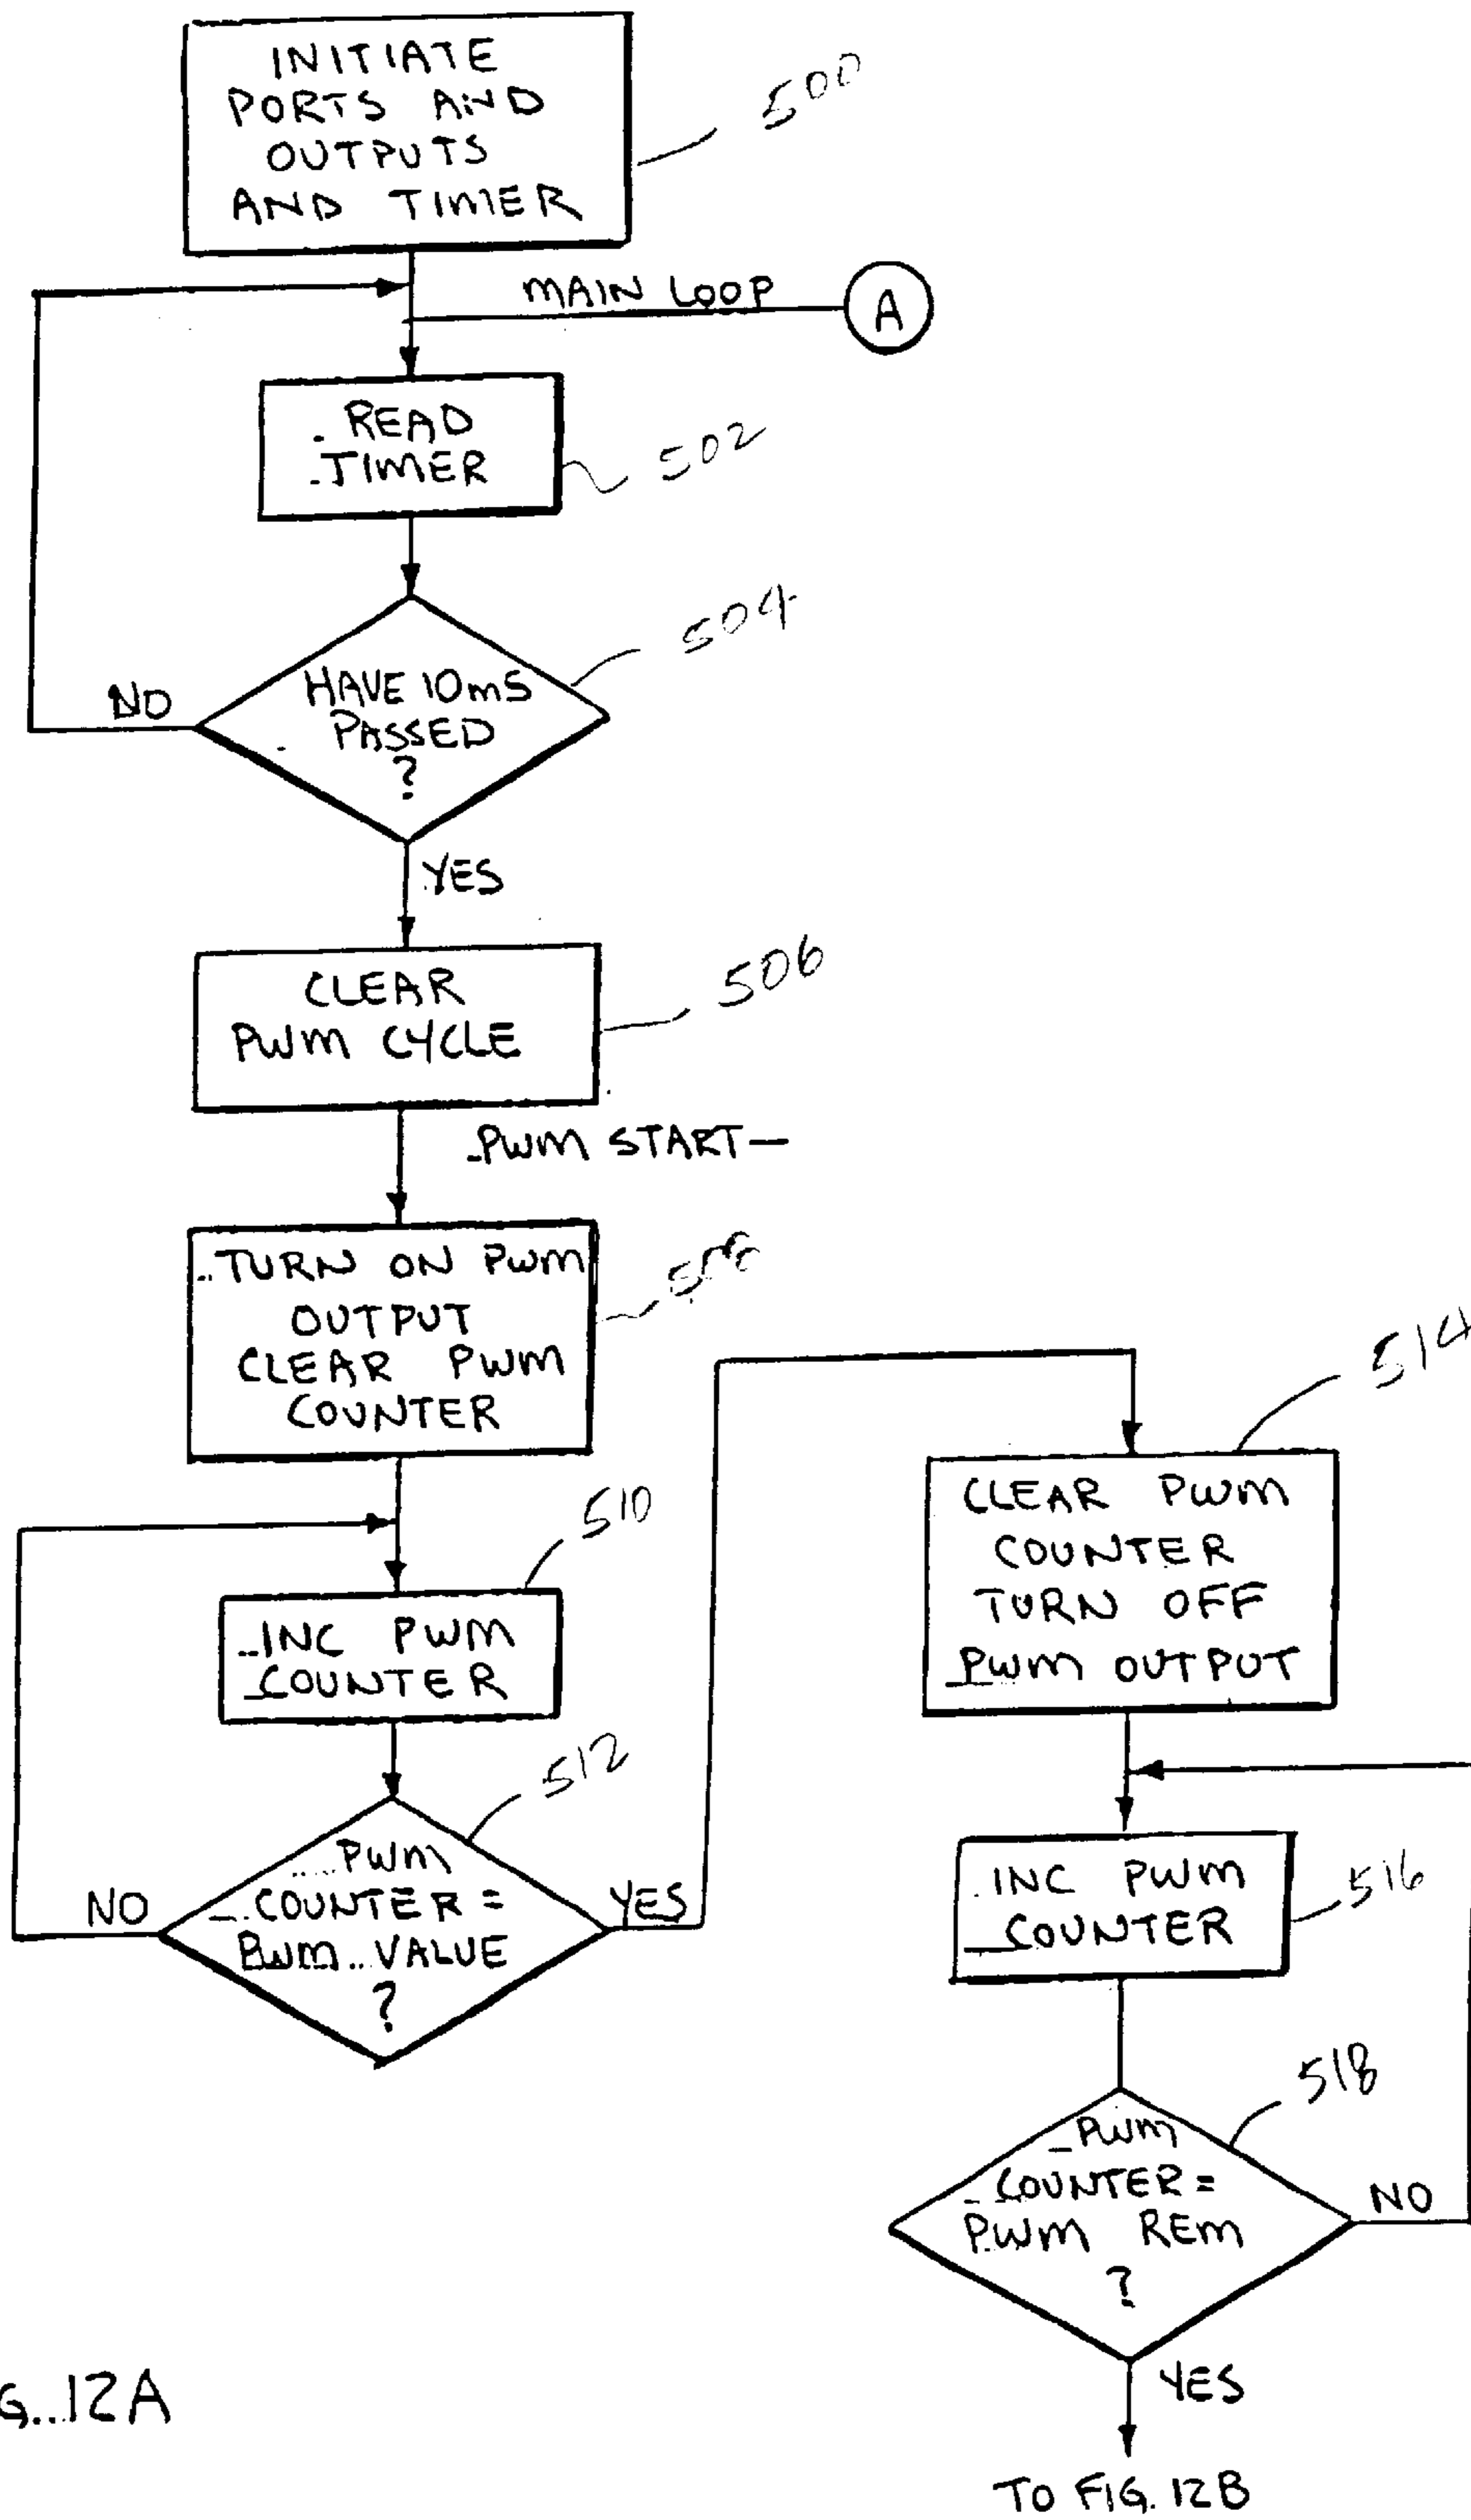 INITIATE
PORTS AND
OUTPUTS
AND TIMER
500
MAIN LOOP
A
READ
TIMER
502
HAVE 10mS
PASSED
?
504
NO
YES
CLEAR
PWM CYCLE
506
PWM START
TURN ON PWM
OUTPUT
CLEAR PWM
COUNTER
508
INC PWM
COUNTER
510
PWM
COUNTER =
PWM VALUE
?
512
NO
YES
CLEAR PWM
COUNTER
TURN OFF
PWM OUTPUT
514
INC PWM
COUNTER
516
PWM
COUNTER =
PWM REM
?
518
NO
YES
TO FIG. 12B
G. 12A